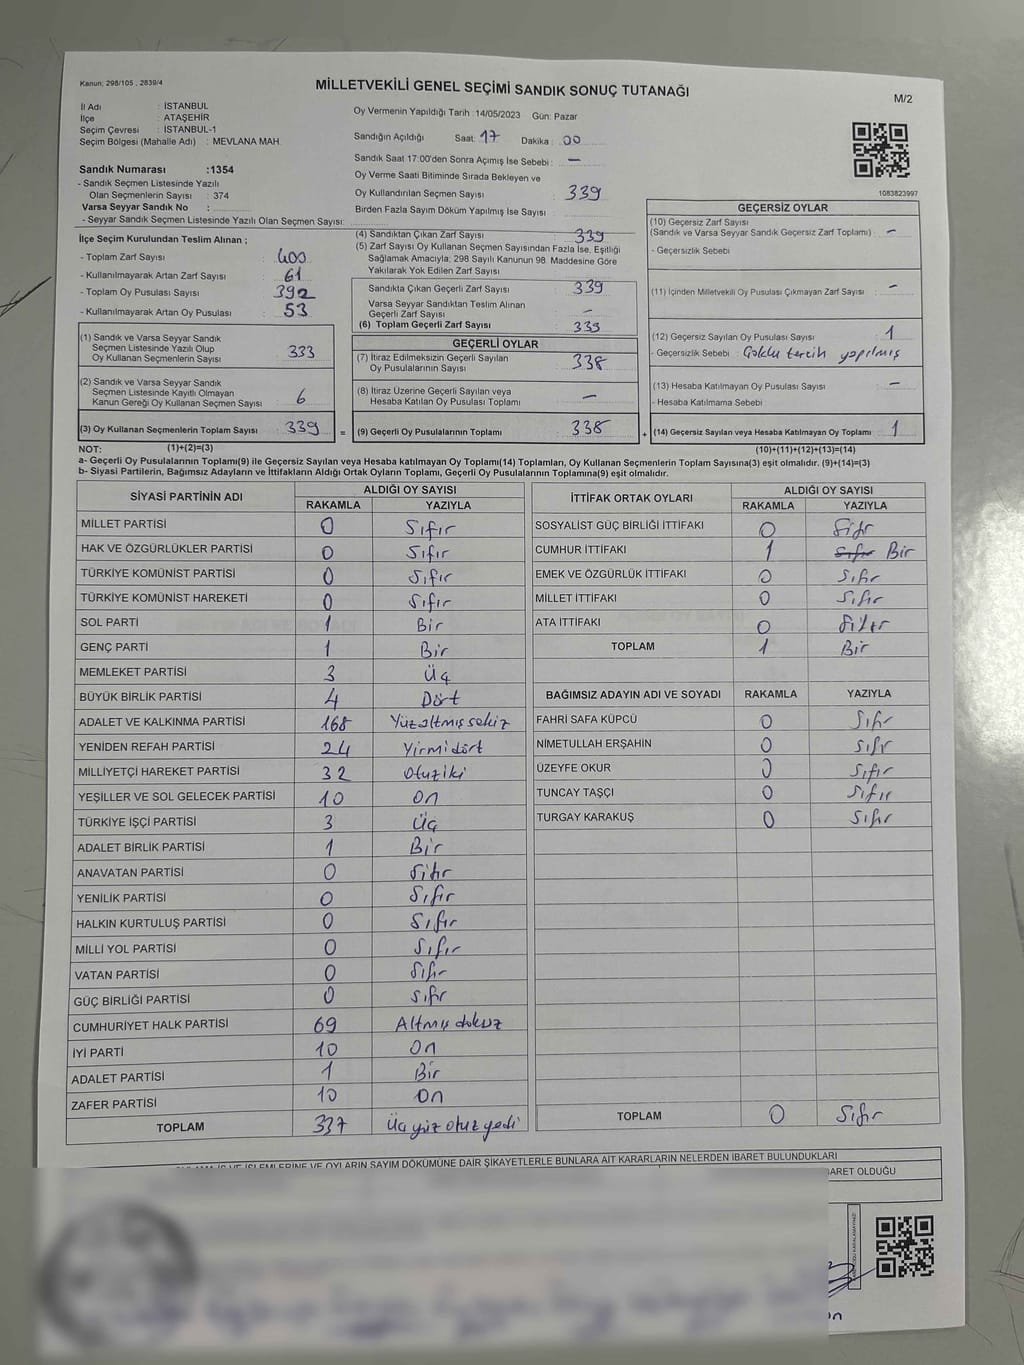 Kanun: 298/105 , 2839/4
MİLLETVEKİLİ GENEL SEÇİMİ SANDIK SONUÇ TUTANAĞI
M/2
İl Adı : İSTANBUL
İlçe : ATAŞEHİR
Seçim Çevresi : İSTANBUL-1
Seçim Bölgesi (Mahalle Adı) : MEVLANA MAH.
Sandık Numarası :1354
- Sandık Seçmen Listesinde Yazılı
Olan Seçmenlerin Sayısı : 374
Varsa Seyyar Sandık No :
- Seyyar Sandık Seçmen Listesinde Yazılı Olan Seçmen Sayısı:
Oy Vermenin Yapıldığı Tarih : 14/05/2023 Gün: Pazar
Sandığın Açıldığı Saat: 17 Dakika : 00
Sandık Saat 17:00'den Sonra Açımış İse Sebebi : –
Oy Verme Saati Bitiminde Sırada Bekleyen ve
Oy Kullandırılan Seçmen Sayısı : 339
Birden Fazla Sayım Döküm Yapılmış İse Sayısı :
1083823997
İlçe Seçim Kurulundan Teslim Alınan ;
- Toplam Zarf Sayısı : 400
- Kullanılmayarak Artan Zarf Sayısı : 61
- Toplam Oy Pusulası Sayısı : 392
- Kullanılmayarak Artan Oy Pusulası : 53
(1) Sandık ve Varsa Seyyar Sandık
Seçmen Listesinde Yazılı Olup
Oy Kullanan Seçmenlerin Sayısı : 333
(2) Sandık ve Varsa Seyyar Sandık
Seçmen Listesinde Kayıtlı Olmayan
Kanun Gereği Oy Kullanan Seçmen Sayısı : 6
(3) Oy Kullanan Seçmenlerin Toplam Sayısı : 339 =
(4) Sandıktan Çıkan Zarf Sayısı : 339
(5) Zarf Sayısı Oy Kullanan Seçmen Sayısından Fazla İse, Eşitliği
Sağlamak Amacıyla; 298 Sayılı Kanunun 98. Maddesine Göre
Yakılarak Yok Edilen Zarf Sayısı :
Sandıkta Çıkan Geçerli Zarf Sayısı : 339
Varsa Seyyar Sandıktan Teslim Alınan
Geçerli Zarf Sayısı : –
(6) Toplam Geçerli Zarf Sayısı : 339
GEÇERLİ OYLAR
(7) İtiraz Edilmeksizin Geçerli Sayılan
Oy Pusulalarının Sayısı : 338
(8) İtiraz Üzerine Geçerli Sayılan veya
Hesaba Katılan Oy Pusulası Toplamı : –
(9) Geçerli Oy Pusulalarının Toplamı : 338 +
GEÇERSİZ OYLAR
(10) Geçersiz Zarf Sayısı
(Sandık ve Varsa Seyyar Sandık Geçersiz Zarf Toplamı) : –
- Geçersizlik Sebebi :
(11) İçinden Milletvekili Oy Pusulası Çıkmayan Zarf Sayısı : –
(12) Geçersiz Sayılan Oy Pusulası Sayısı : 1
- Geçersizlik Sebebi : Çoklu tercih yapılmış
(13) Hesaba Katılmayan Oy Pusulası Sayısı : –
- Hesaba Katılmama Sebebi :
(14) Geçersiz Sayılan veya Hesaba Katılmayan Oy Toplamı : 1
NOT: (1)+(2)=(3) (10)+(11)+(12)+(13)=(14)
a- Geçerli Oy Pusulalarının Toplamı(9) ile Geçersiz Sayılan veya Hesaba katılmayan Oy Toplamı(14) Toplamları, Oy Kullanan Seçmenlerin Toplam Sayısına(3) eşit olmalıdır. (9)+(14)=(3)
b- Siyasi Partilerin, Bağımsız Adayların ve İttifakların Aldığı Ortak Oyların Toplamı, Geçerli Oy Pusulalarının Toplamına(9) eşit olmalıdır.
SİYASİ PARTİNİN ADI ALDIĞI OY SAYISI
RAKAMLA YAZIYLA
MİLLET PARTİSİ 0 Sıfır
HAK VE ÖZGÜRLÜKLER PARTİSİ 0 Sıfır
TÜRKİYE KOMÜNİST PARTİSİ 0 Sıfır
TÜRKİYE KOMÜNİST HAREKETİ 0 Sıfır
SOL PARTİ 1 Bir
GENÇ PARTİ 1 Bir
MEMLEKET PARTİSİ 3 Üç
BÜYÜK BİRLİK PARTİSİ 4 Dört
ADALET VE KALKINMA PARTİSİ 168 Yüzaltmışsekiz
YENİDEN REFAH PARTİSİ 24 Yirmidört
MİLLİYETÇİ HAREKET PARTİSİ 32 Otuziki
YEŞİLLER VE SOL GELECEK PARTİSİ 10 On
TÜRKİYE İŞÇİ PARTİSİ 3 Üç
ADALET BİRLİK PARTİSİ 1 Bir
ANAVATAN PARTİSİ 0 Sıfır
YENİLİK PARTİSİ 0 Sıfır
HALKIN KURTULUŞ PARTİSİ 0 Sıfır
MİLLİ YOL PARTİSİ 0 Sıfır
VATAN PARTİSİ 0 Sıfır
GÜÇ BİRLİĞİ PARTİSİ 0 Sıfır
CUMHURİYET HALK PARTİSİ 69 Altmış dokuz
İYİ PARTİ 10 On
ADALET PARTİSİ 1 Bir
ZAFER PARTİSİ 10 On
TOPLAM 337 Üçyüz otuz yedi
İTTİFAK ORTAK OYLARI ALDIĞI OY SAYISI
RAKAMLA YAZIYLA
SOSYALİST GÜÇ BİRLİĞİ İTTİFAKI 0 Sıfır
CUMHUR İTTİFAKI 1 Sıfır Bir
EMEK VE ÖZGÜRLÜK İTTİFAKI 0 Sıfır
MİLLET İTTİFAKI 0 Sıfır
ATA İTTİFAKI 0 Sıfır
TOPLAM 1 Bir
BAĞIMSIZ ADAYIN ADI VE SOYADI RAKAMLA YAZIYLA
FAHRİ SAFA KÜPCÜ 0 Sıfır
NİMETULLAH ERŞAHİN 0 Sıfır
ÜZEYFE OKUR 0 Sıfır
TUNCAY TAŞÇI 0 Sıfır
TURGAY KARAKUŞ 0 Sıfır
TOPLAM 0 Sıfır
VE İŞLEMLERİNE VE OYLARIN SAYIM DÖKÜMÜNE DAİR ŞİKAYETLERLE BUNLARA AİT KARARLARIN NELERDEN İBARET BULUNDUKLARI
BARET OLDUĞU